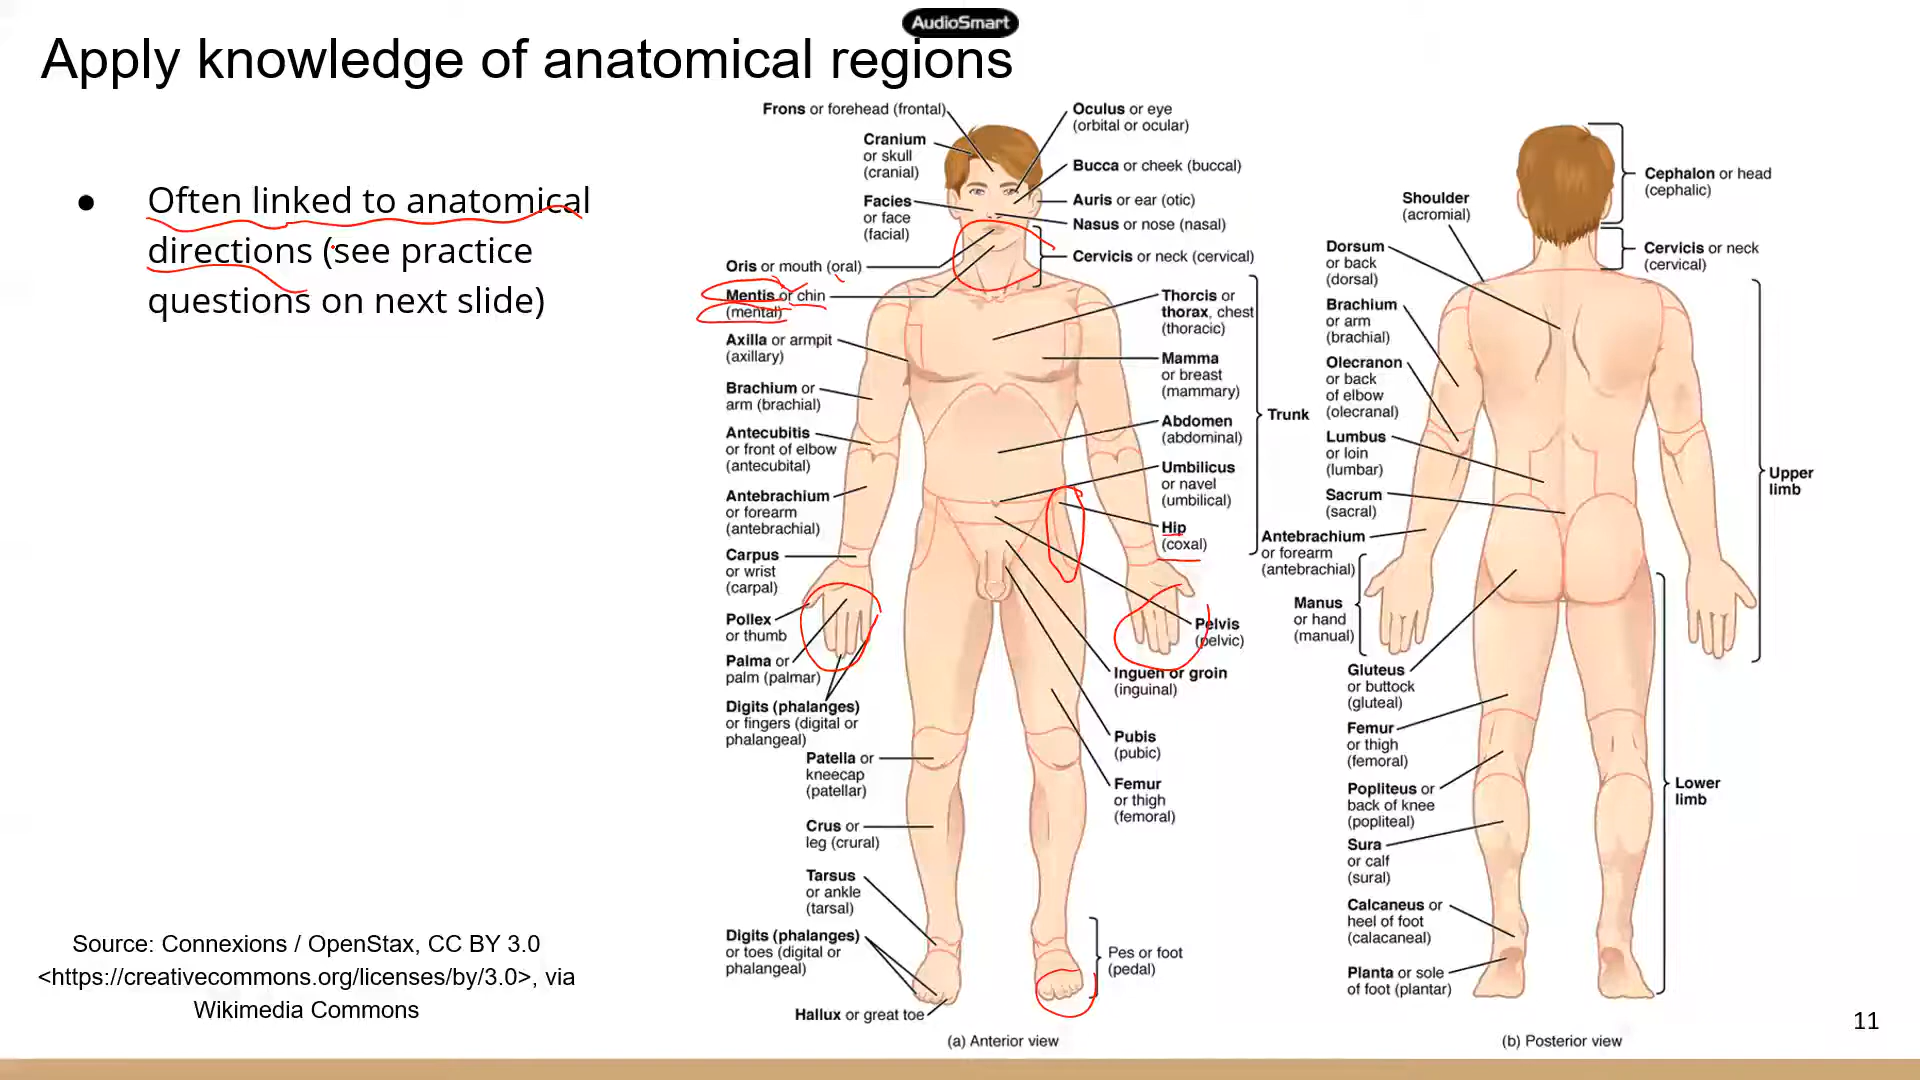 AudioSmart
Apply knowledge of anatomical regions
● Often linked to anatomical
directions (see practice
questions on next slide)
Source: Connexions / OpenStax, CC BY 3.0
<https://creativecommons.org/licenses/by/3.0>, via
Wikimedia Commons
Frons or forehead (frontal)
Cranium
or skull
(cranial)
Facies
or face
(facial)
Oris or mouth (oral)
Mentis or chin
(mental)
Axilla or armpit
(axillary)
Brachium or
arm (brachial)
Antecubitis
or front of elbow
(antecubital)
Antebrachium
or forearm
(antebrachial)
Carpus
or wrist
(carpal)
Pollex
or thumb
Palma or
palm (palmar)
Digits (phalanges)
or fingers (digital or
phalangeal)
Patella or
kneecap
(patellar)
Crus or
leg (crural)
Tarsus
or ankle
(tarsal)
Digits (phalanges)
or toes (digital or
phalangeal)
Hallux or great toe
Oculus or eye
(orbital or ocular)
Bucca or cheek (buccal)
Auris or ear (otic)
Nasus or nose (nasal)
Cervicis or neck (cervical)
Thorcis or
thorax, chest
(thoracic)
Mamma
or breast
(mammary)
Abdomen
(abdominal)
Umbilicus
or navel
(umbilical)
Hip
(coxal)
Trunk
Pelvis
(pelvic)
Inguen or groin
(inguinal)
Pubis
(pubic)
Femur
or thigh
(femoral)
Pes or foot
(pedal)
(a) Anterior view
Shoulder
(acromial)
Dorsum
or back
(dorsal)
Brachium
or arm
(brachial)
Olecranon
or back
of elbow
(olecranal)
Lumbus
or loin
(lumbar)
Sacrum
(sacral)
Antebrachium
or forearm
(antebrachial)
Manus
or hand
(manual)
Gluteus
or buttock
(gluteal)
Femur
or thigh
(femoral)
Popliteus or
back of knee
(popliteal)
Sura
or calf
(sural)
Calcaneus or
heel of foot
(calacaneal)
Planta or sole
of foot (plantar)
Cephalon or head
(cephalic)
Cervicis or neck
(cervical)
Upper
limb
Lower
limb
(b) Posterior view
11